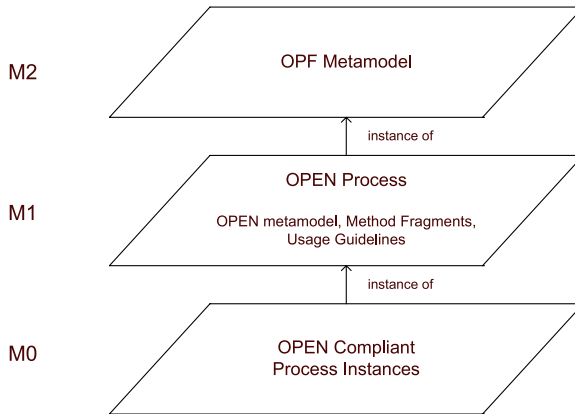 M2
OPF Metamodel
instance of
M1
OPEN Process
OPEN metamodel, Method Fragments,
Usage Guidelines
instance of
M0
OPEN Compliant
Process Instances